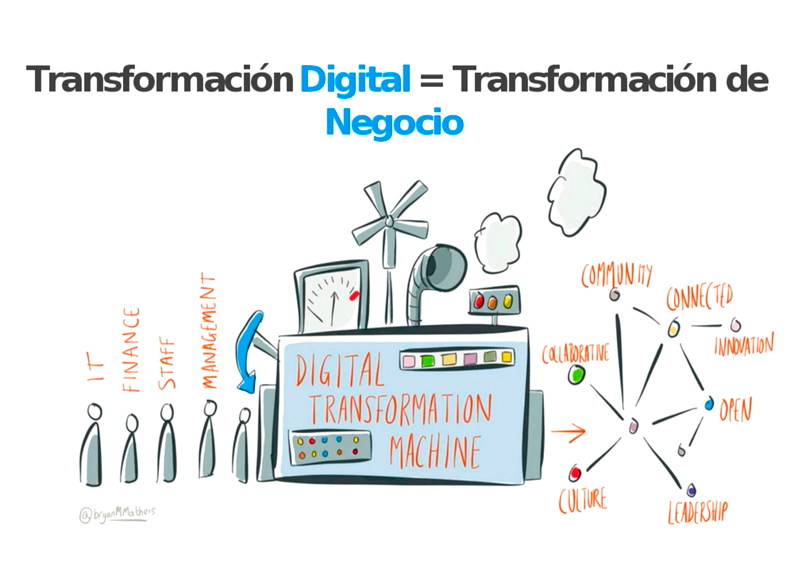 Transformación Digital = Transformación de
Negocio
IT
FINANCE
STAFF
MANAGEMENT
DIGITAL
TRANSFORMATION
MACHINE
COMMUNITY
CONNECTED
INNOVATION
COLLABORATIVE
OPEN
CULTURE
LEADERSHIP
@bryanMMathers